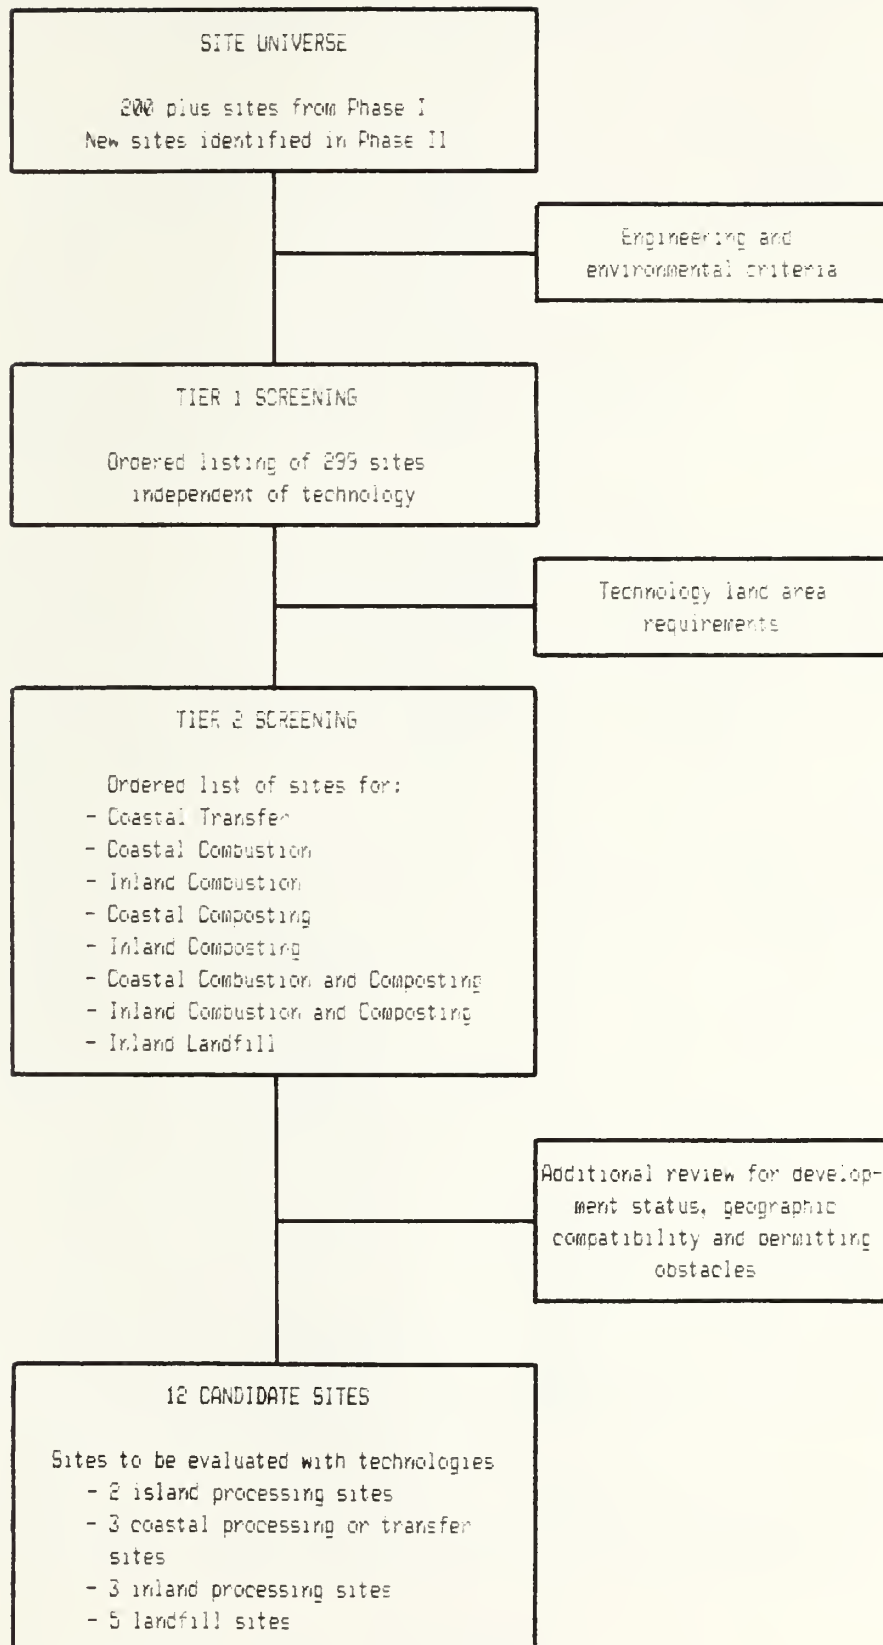 SITE UNIVERSE
200 plus sites from Phase I
New sites identified in Phase II
Engineering and
environmental criteria
TIER 1 SCREENING
Ordered listing of 299 sites
independent of technology
Technology land area
requirements
TIER 2 SCREENING
Ordered list of sites for:
- Coastal Transfer
- Coastal Combustion
- Inland Combustion
- Coastal Composting
- Inland Composting
- Coastal Combustion and Composting
- Inland Combustion and Composting
- Inland Landfill
Additional review for develop-
ment status, geographic
compatibility and permitting
obstacles
12 CANDIDATE SITES
Sites to be evaluated with technologies
- 2 island processing sites
- 3 coastal processing or transfer
sites
- 3 inland processing sites
- 5 landfill sites